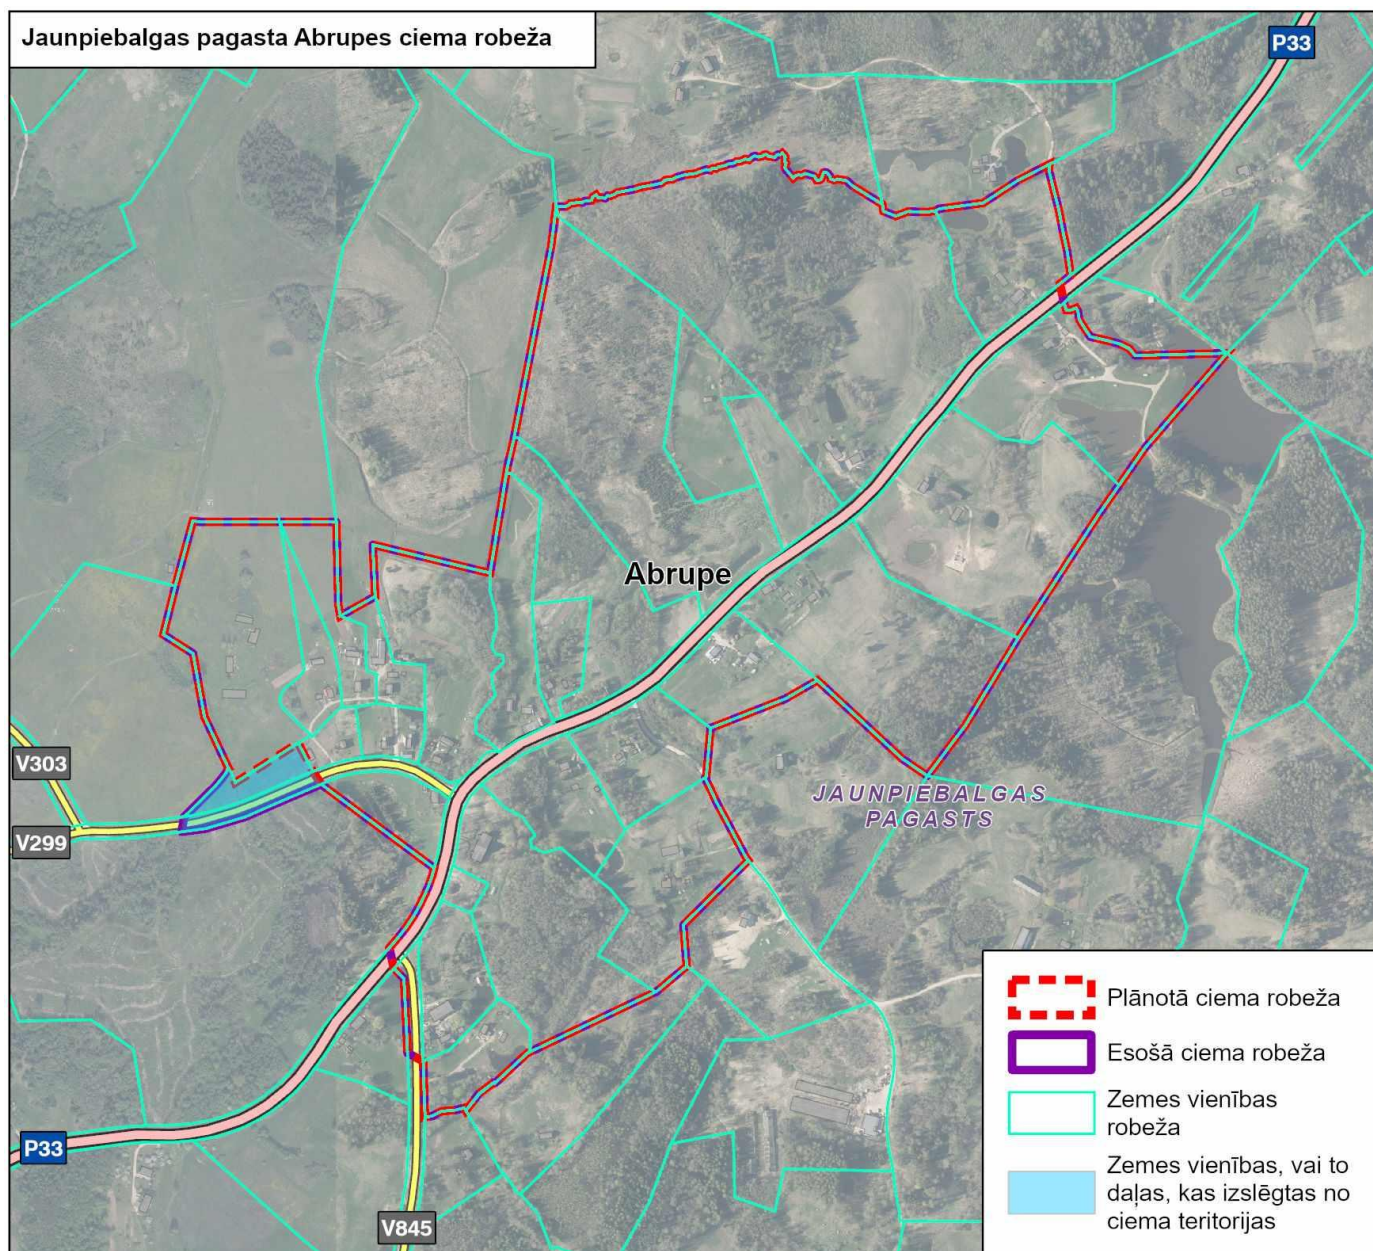 Jaunpiebalgas pagasta Abrupes ciema robeža
P33
Abrupe
V303
V299
JAUNPIEBALGAS
PAGASTS
P33
V845
Plānotā ciema robeža
Esošā ciema robeža
Zemes vienības
robeža
Zemes vienības, vai to
daļas, kas izslēgtas no
ciema teritorijas